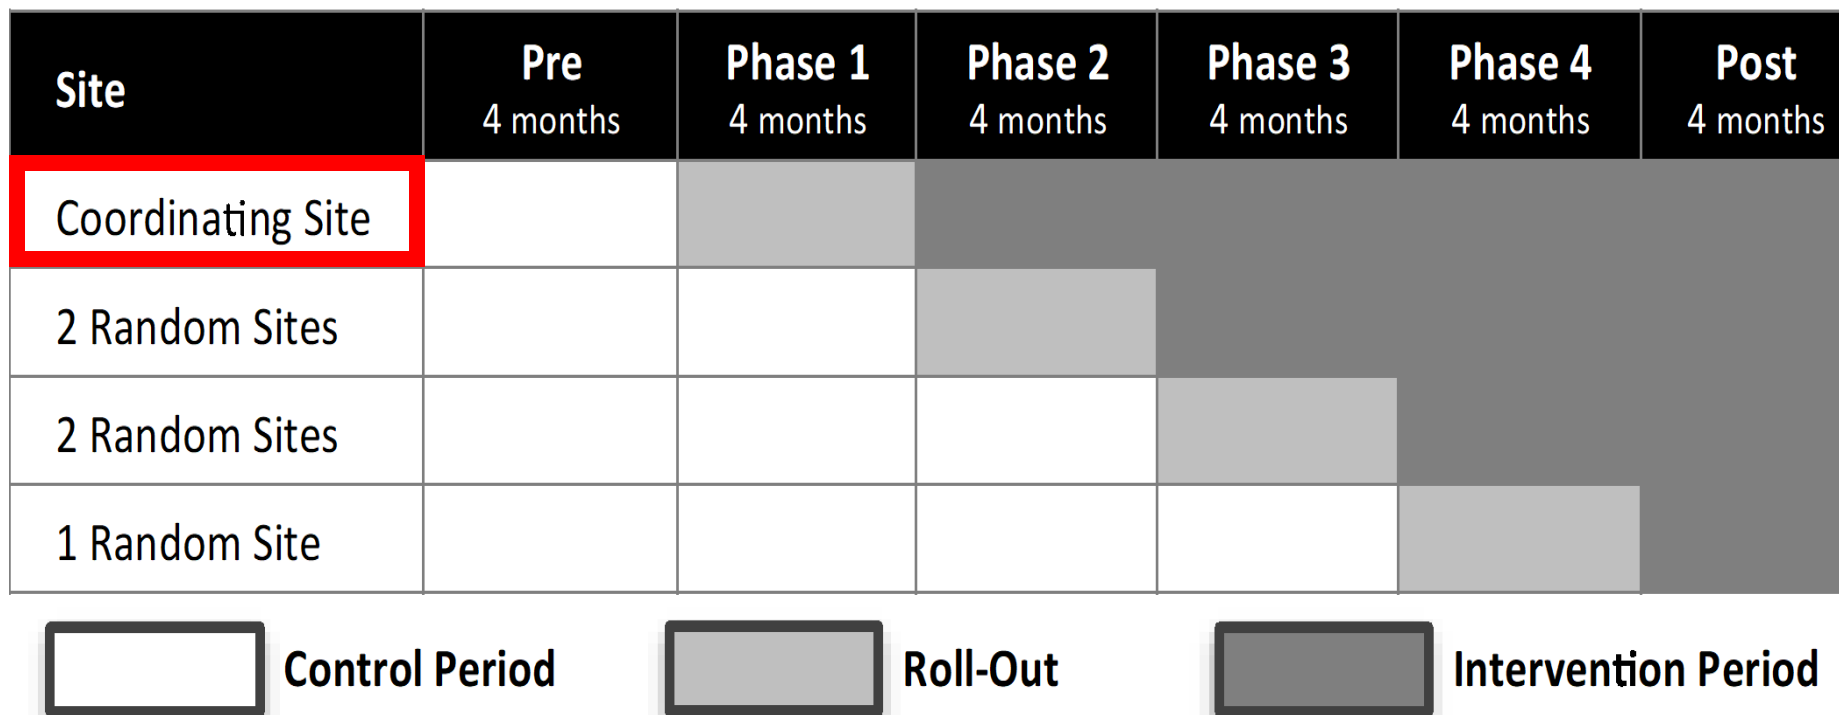 Site
Pre
4 months
Phase 1
4 months
Phase 2
4 months
Phase 3
4 months
Phase 4
4 months
Post
4 months
Coordinating Site
2 Random Sites
2 Random Sites
1 Random Site
Control Period
Roll-Out
Intervention Period